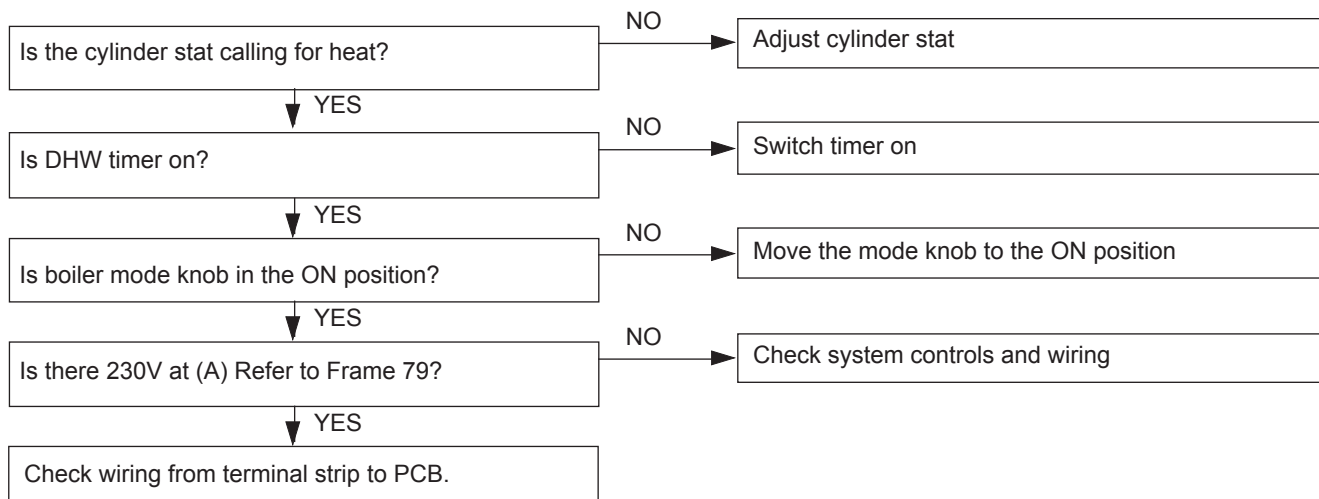 Is the cylinder stat calling for heat?
NO
Adjust cylinder stat
YES
Is DHW timer on?
NO
Switch timer on
YES
Is boiler mode knob in the ON position?
NO
Move the mode knob to the ON position
YES
Is there 230V at (A) Refer to Frame 79?
NO
Check system controls and wiring
YES
Check wiring from terminal strip to PCB.